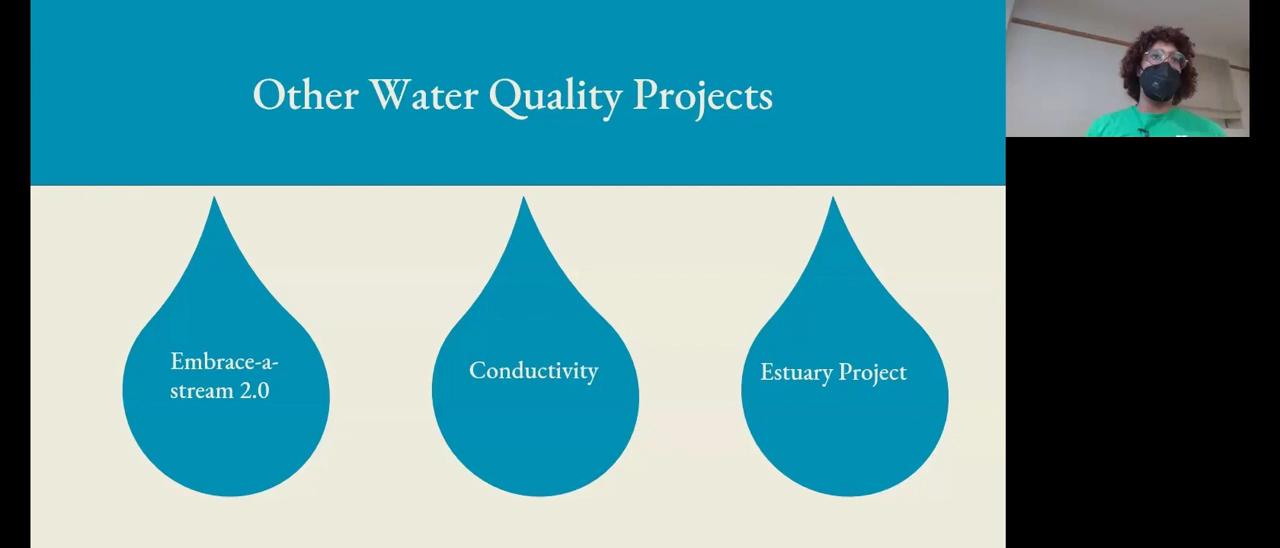 Other Water Quality Projects
Embrace-a-
stream 2.0
Conductivity
Estuary Project